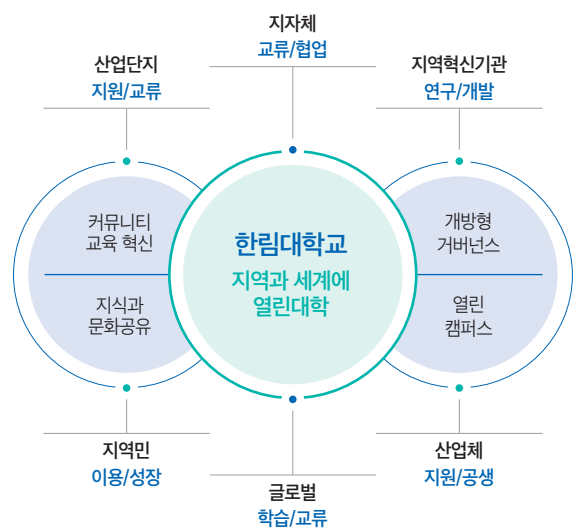 지자체
교류/협업
산업단지
지원/교류
지역혁신기관
연구/개발
커뮤니티
교육 혁신
지식과
문화공유
한림대학교
지역과 세계에
열린대학
개방형
거버넌스
열린
캠퍼스
지역민
이용/성장
글로벌
학습/교류
산업체
지원/공생